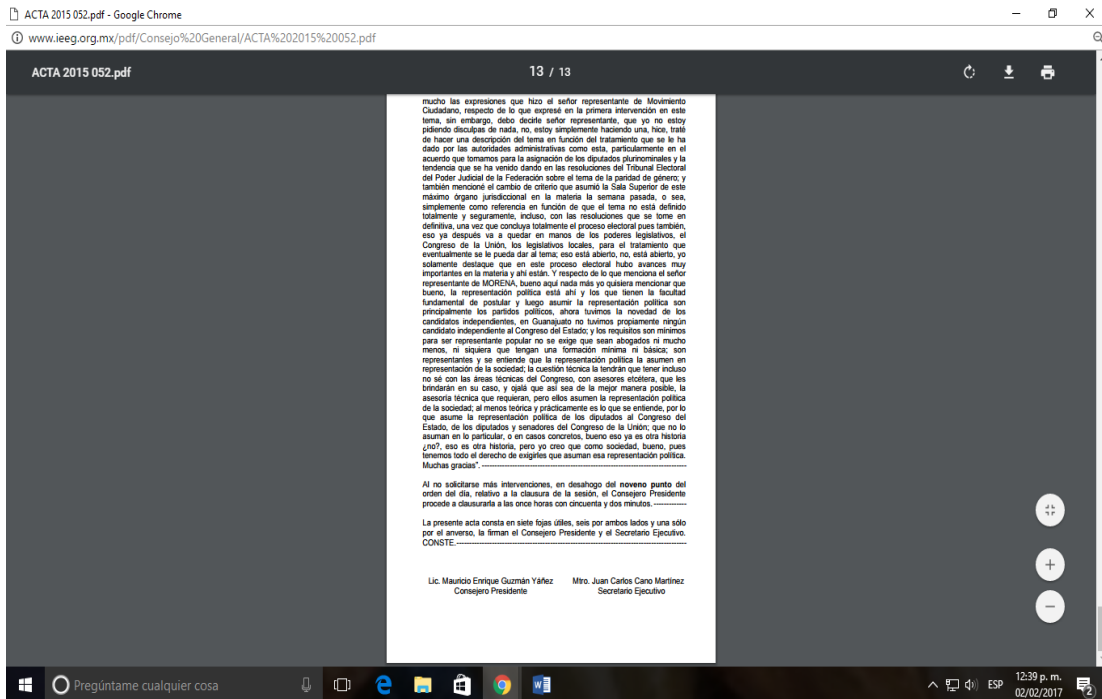 ACTA 2015 052.pdf - Google Chrome
www.ieeg.org.mx/pdf/Consejo%20General/ACTA%202015%20052.pdf
ACTA 2015 052.pdf
13 / 13
mucho las expresiones que hizo el señor representante de Movimiento
Ciudadano, respecto de lo que expresé en la primera intervención en este
tema, sin embargo, debo decirle señor representante, que yo no estoy
pidiendo disculpas de nada, no, estoy simplemente haciendo una, hice, traté
de hacer una descripción del tema en función del tratamiento que se le ha
dado por las autoridades administrativas como esta, particularmente en el
acuerdo que tomamos para la asignación de los diputados plurinominales y la
tendencia que se ha venido dando en las resoluciones del Tribunal Electoral
del Poder Judicial de la Federación sobre el tema de la paridad de género; y
también mencioné el cambio de criterio que asumió la Sala Superior de este
máximo órgano jurisdiccional en la materia la semana pasada, o sea,
simplemente como referencia en función de que el tema no está definido
totalmente y seguramente, incluso, con las resoluciones que se tome en
definitiva, una vez que concluya totalmente el proceso electoral pues también,
eso ya después va a quedar en manos de los poderes legislativos, el
Congreso de la Unión, los legislativos locales, para el tratamiento que
eventualmente se le pueda dar al tema; eso está abierto, no, está abierto, yo
solamente destaque que en este proceso electoral hubo avances muy
importantes en la materia y ahí están. Y respecto de lo que menciona el señor
representante de MORENA, bueno aquí nada más yo quisiera mencionar que
bueno, la representación política está ahí y los que tienen la facultad
fundamental de postular y luego asumir la representación política son
principalmente los partidos políticos, ahora tuvimos la novedad de los
candidatos independientes, en Guanajuato no tuvimos propiamente ningún
candidato independiente al Congreso del Estado; y los requisitos son mínimos
para ser representante popular no se exige que sean abogados ni mucho
menos, ni siquiera que tengan una formación mínima ni básica; son
representantes y se entiende que la representación política la asumen en
representación de la sociedad; la cuestión técnica la tendrán que tener incluso
no sé con las áreas técnicas del Congreso, con asesores etcétera, que les
brindarán en su caso, y ojalá que así sea de la mejor manera posible, la
asesoría técnica que requieran, pero ellos asumen la representación política
de la sociedad; al menos teórica y prácticamente es lo que se entiende, por lo
que asume la representación política de los diputados al Congreso del
Estado, de los diputados y senadores del Congreso de la Unión; que no lo
asuman en lo particular, o en casos concretos, bueno eso ya es otra historia
¿no?, eso es otra historia, pero yo creo que como sociedad, bueno, pues
tenemos todo el derecho de exigirles que asuman esa representación política.
Muchas gracias". ---------------------------------------------------------------
Al no solicitarse más intervenciones, en desahogo del noveno punto del
orden del día, relativo a la clausura de la sesión, el Consejero Presidente
procede a clausurarla a las once horas con cincuenta y dos minutos. ------------
La presente acta consta en siete fojas útiles, seis por ambos lados y una sólo
por el anverso, la firman el Consejero Presidente y el Secretario Ejecutivo.
CONSTE.---------------------------------------------------------------
Lic. Mauricio Enrique Guzmán Yáñez Mtro. Juan Carlos Cano Martínez
Consejero Presidente Secretario Ejecutivo
Pregúntame cualquier cosa
ESP
12:39 p. m.
02/02/2017
2